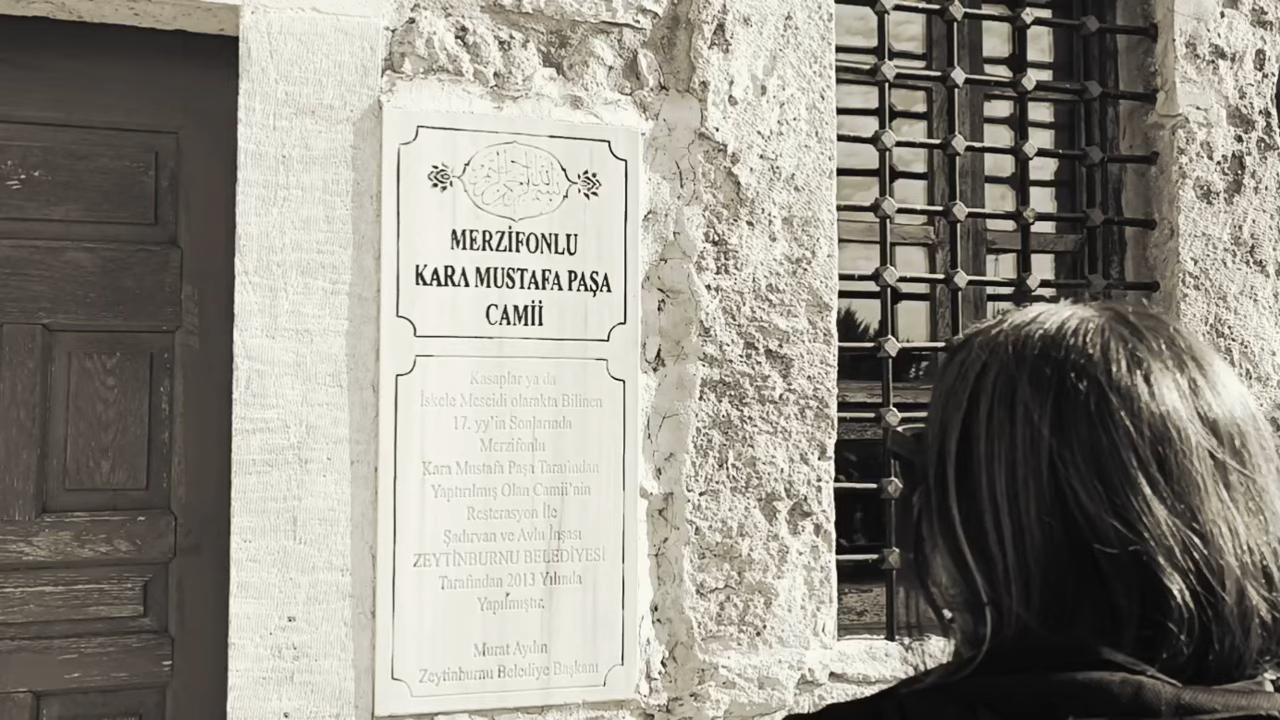 MERZİFONLU
KARA MUSTAFA PAŞA
CAMİİ
Kasaplar ya da
İskele Mescidi olarakta Bilinen
17. yy'in Sonlarında
Merzifonlu
Kara Mustafa Paşa Tarafından
Yaptırılmış Olan Camii'nin
Resterasyon İle
Şadırvan ve Avlu İnşası
ZEYTİNBURNU BELEDİYESİ
Tarafından 2013 Yılında
Yapılmıştır.
Murat Aydın
Zeytinburnu Belediye Başkanı